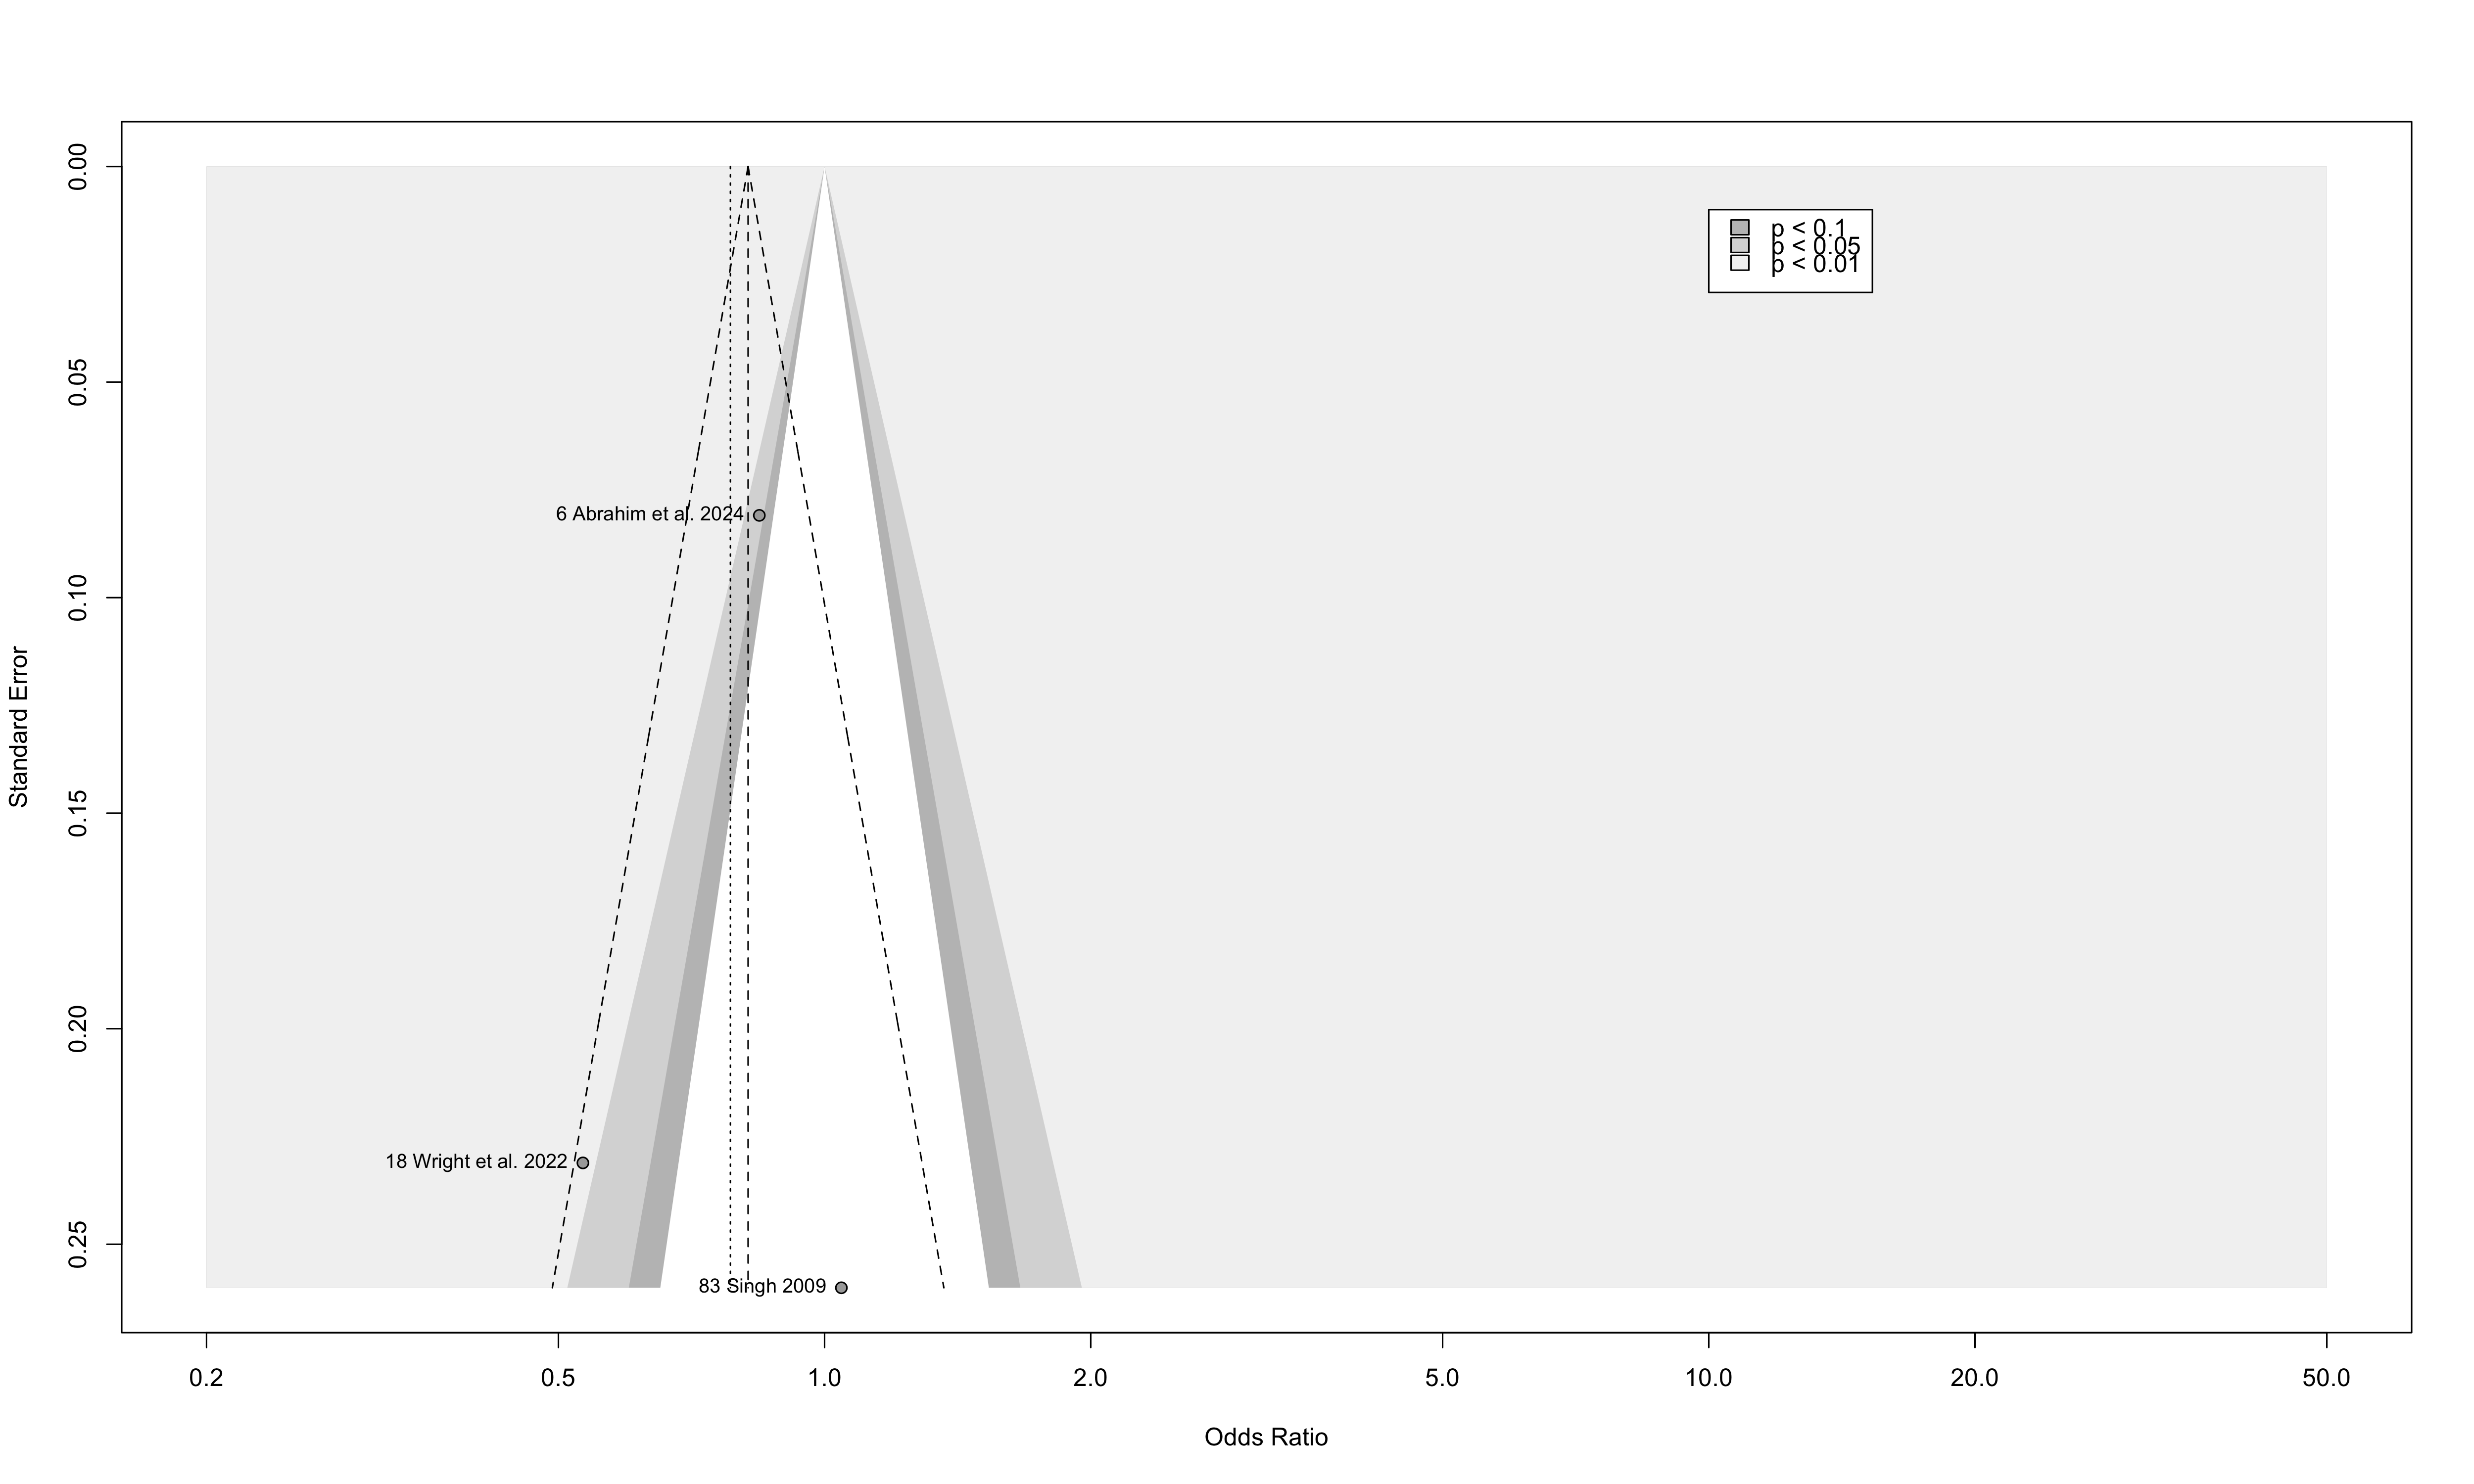 0.00
0.05
0.10
0.15
0.20
0.25
Standard Error
p < 0.1
p < 0.05
p < 0.01
6 Abrahim et al. 2024
18 Wright et al. 2022
83 Singh 2009
0.2 0.5 1.0 2.0 5.0 10.0 20.0 50.0
Odds Ratio